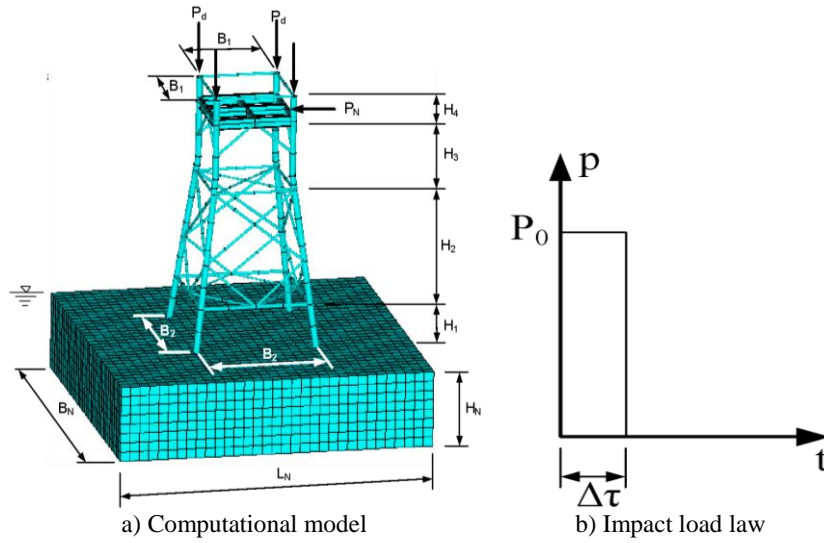 P_d
P_d
B_1
B_1
P_N
H_4
H_3
H_2
H_1
B_2
B_2
B_N
H_N
L_N
a) Computational model
p
P_0
t
Δτ
b) Impact load law